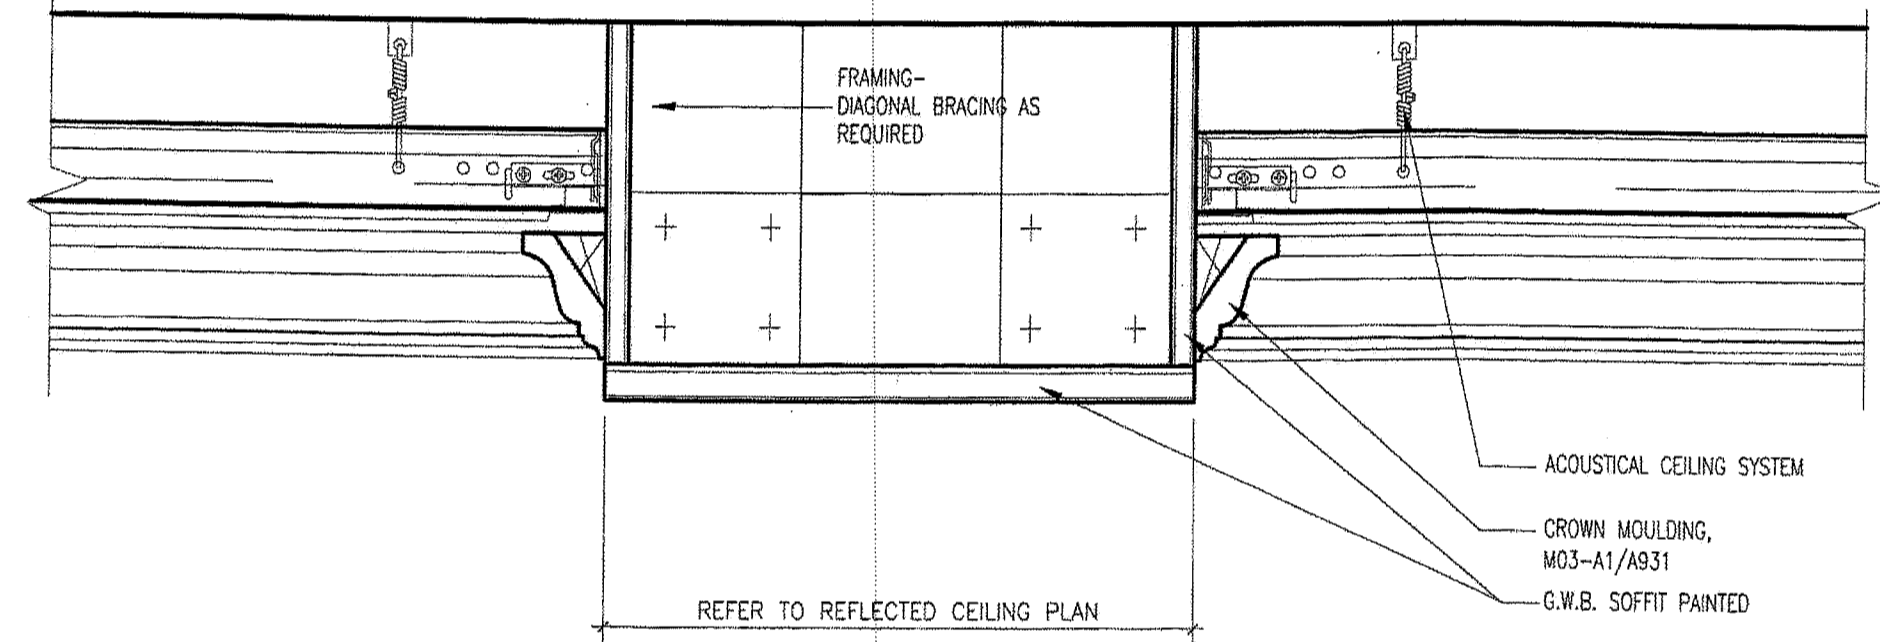 FRAMING-
DIAGONAL BRACING AS
REQUIRED
ACOUSTICAL CEILING SYSTEM
CROWN MOULDING,
M03-A1/A931
G.W.B. SOFFIT PAINTED
REFER TO REFLECTED CEILING PLAN